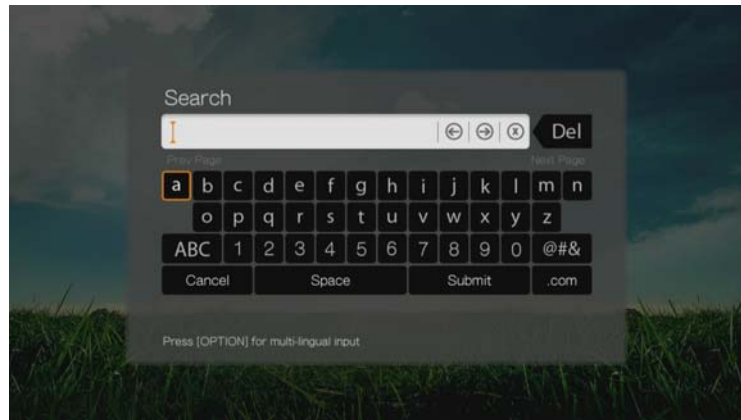 Search
Del
Prev Page Next Page
a b c d e f g h i j k l m n
o p q r s t u v w x y z
ABC 1 2 3 4 5 6 7 8 9 0 @#&
Cancel Space Submit .com
Press [OPTION] for multi-lingual input